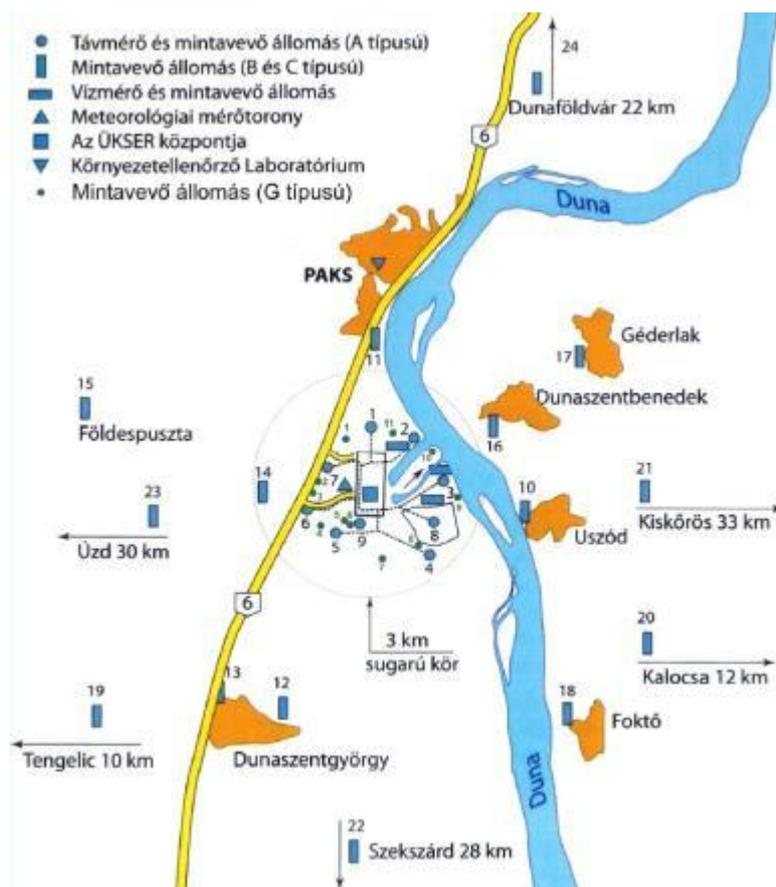 Távmérő és mintavevő állomás (A típusú)
Mintavevő állomás (B és C típusú)
Vízmérő és mintavevő állomás
Meteorológiai mérőtorony
Az ÜKSER központja
Környezetellenőrző Laboratórium
Mintavevő állomás (G típusú)
24
Dunaföldvár 22 km
6
Duna
PAKS
11
Géderlak
17
Dunaszentbenedek
16
15
Földespuszta
14
23
Úzd 30 km
1
1
11
2
10
7
3
6
5
9
8
4
7
10
Uszód
21
Kiskőrös 33 km
6
3 km
sugarú kör
20
Kalocsa 12 km
13
12
Dunaszentgyörgy
19
Tengelic 10 km
18
Foktő
Duna
22
Szekszárd 28 km